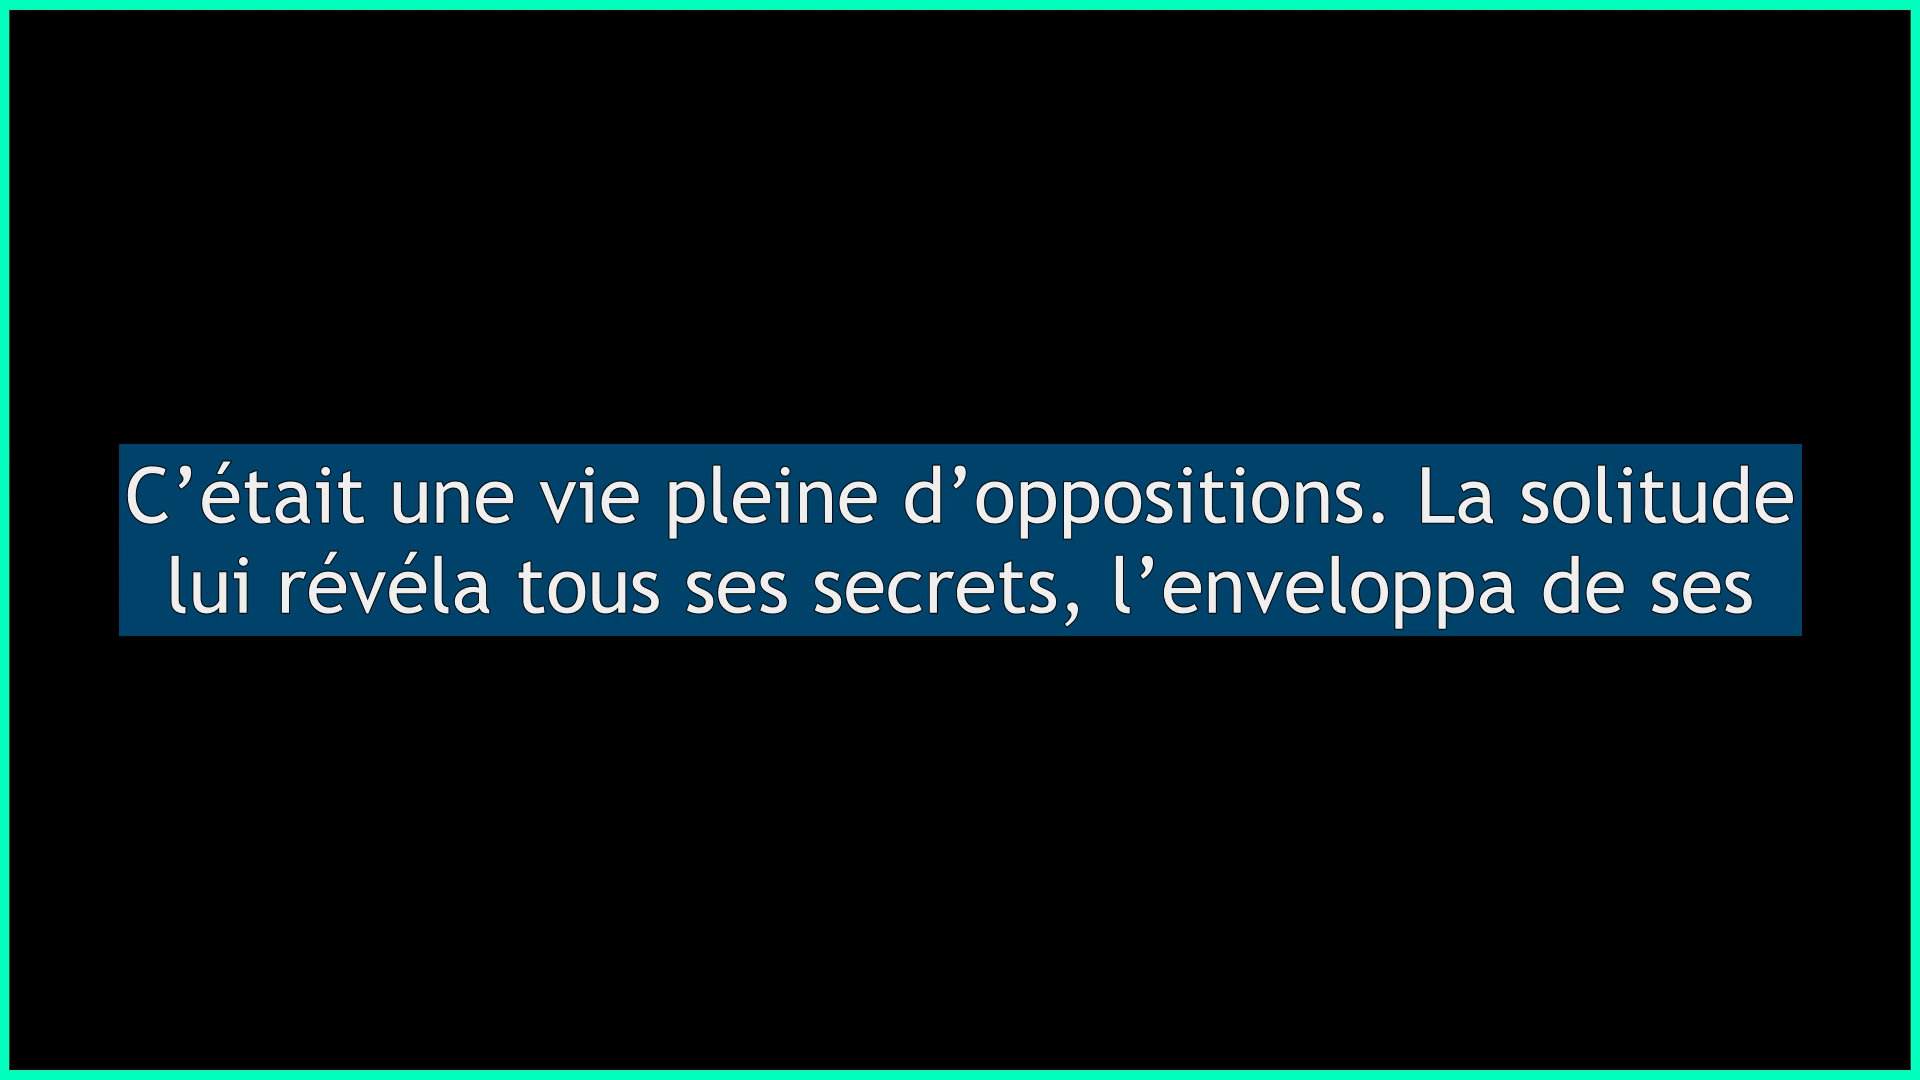 C’était une vie pleine d’oppositions. La solitude
lui révéla tous ses secrets, l’enveloppa de ses